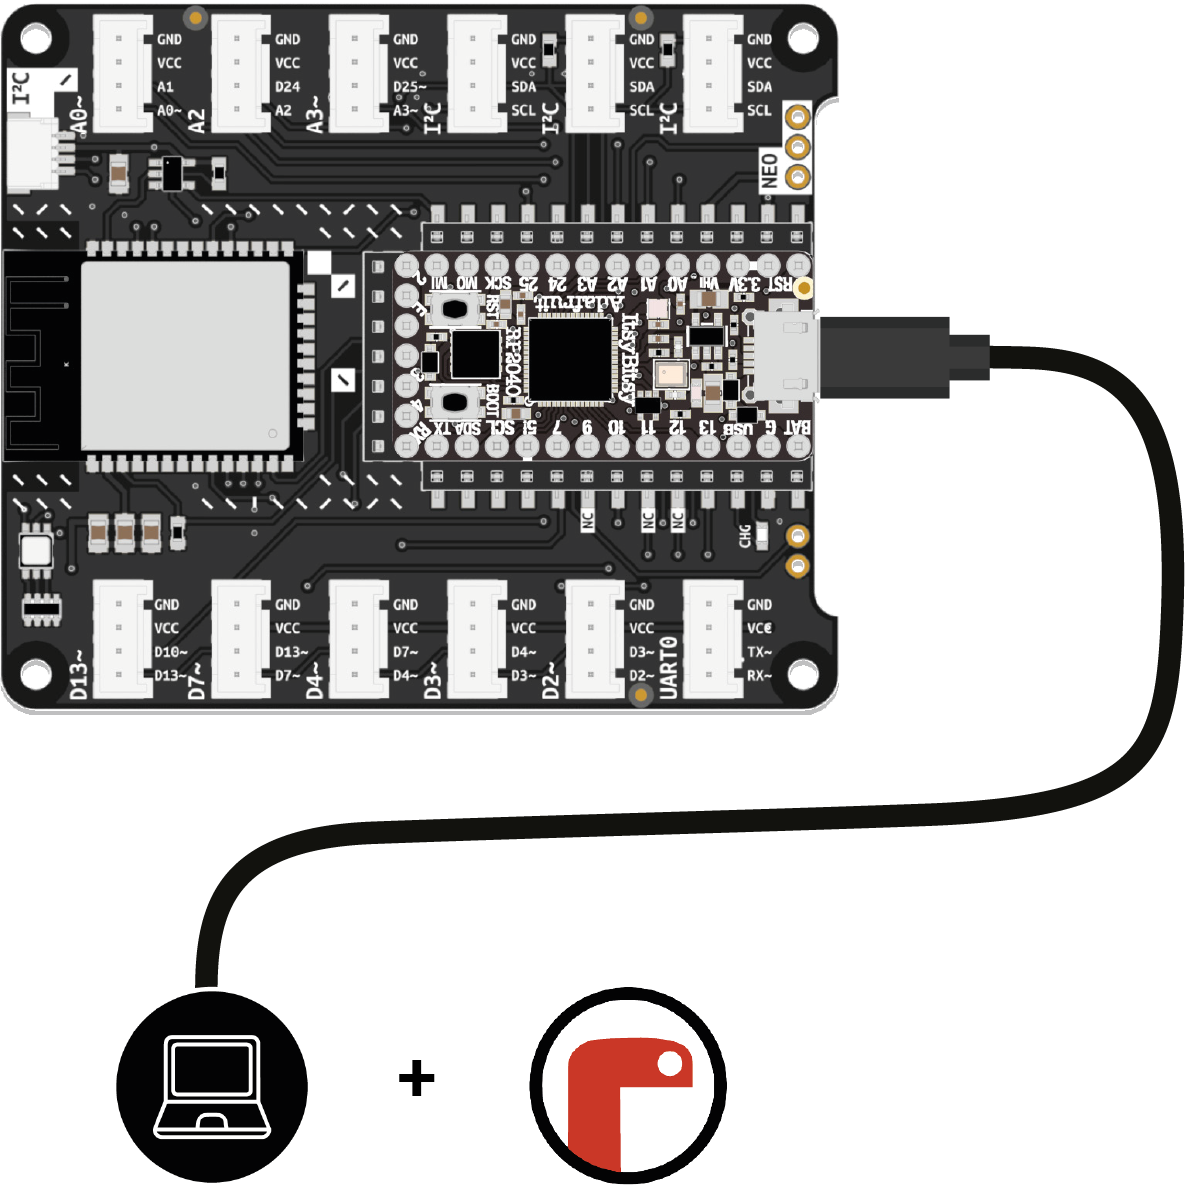 I²C
A0~
GND
VCC
A1
A0~
A2
GND
VCC
D24
A2
A3~
GND
VCC
D25~
A3~
I²C
GND
VCC
SDA
SCL
I²C
GND
VCC
SDA
SCL
I²C
GND
VCC
SDA
SCL
NEO
MI
MO
SCK
25
24
A3
A2
A1
A0
VHI
3.3V
RST
2
3
4
RX
RST
BOOT
Adafruit
ItsyBitsy
RP2040
TX
SDA
SCL
5!
7
9
10
11
12
13
USB
G
BAT
NC
NC
NC
CHG
D13~
GND
VCC
D10~
D13~
D7~
GND
VCC
D13~
D7~
D4~
GND
VCC
D7~
D4~
D3~
GND
VCC
D4~
D3~
D2~
GND
VCC
D3~
D2~
UART0
GND
VCC
TX~
RX~
+